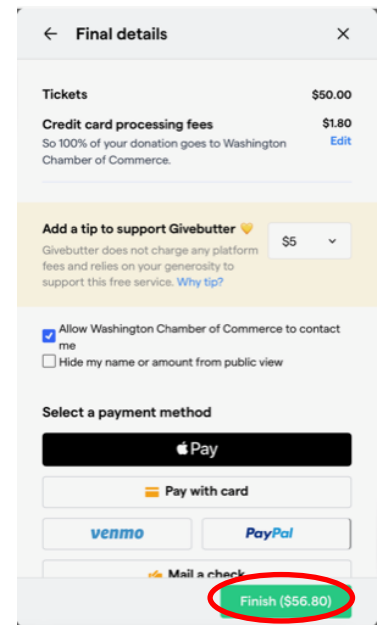 ← Final details ×
Tickets $50.00
Credit card processing fees $1.80
So 100% of your donation goes to Washington Edit
Chamber of Commerce.
Add a tip to support Givebutter 💛
Givebutter does not charge any platform $5
fees and relies on your generosity to
support this free service. Why tip?
Allow Washington Chamber of Commerce to contact
me
Hide my name or amount from public view
Select a payment method
Pay
Pay with card
venmo PayPal
Mail a check
Finish ($56.80)